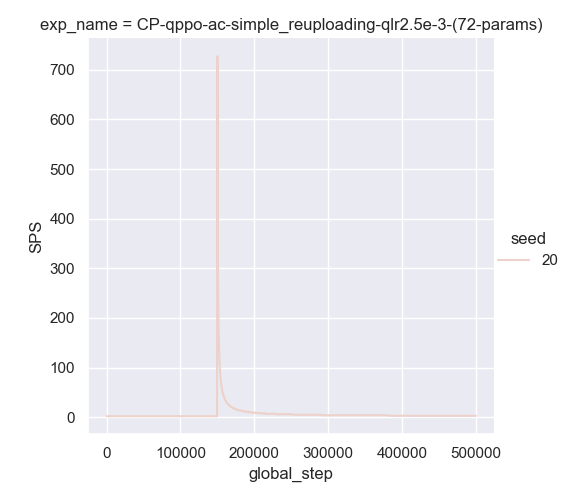 exp_name = CP-qppo-ac-simple_reuploading-qlr2.5e-3-(72-params)
700
600
500
400
300
200
100
0
SPS
0 100000 200000 300000 400000 500000
global_step
seed
20